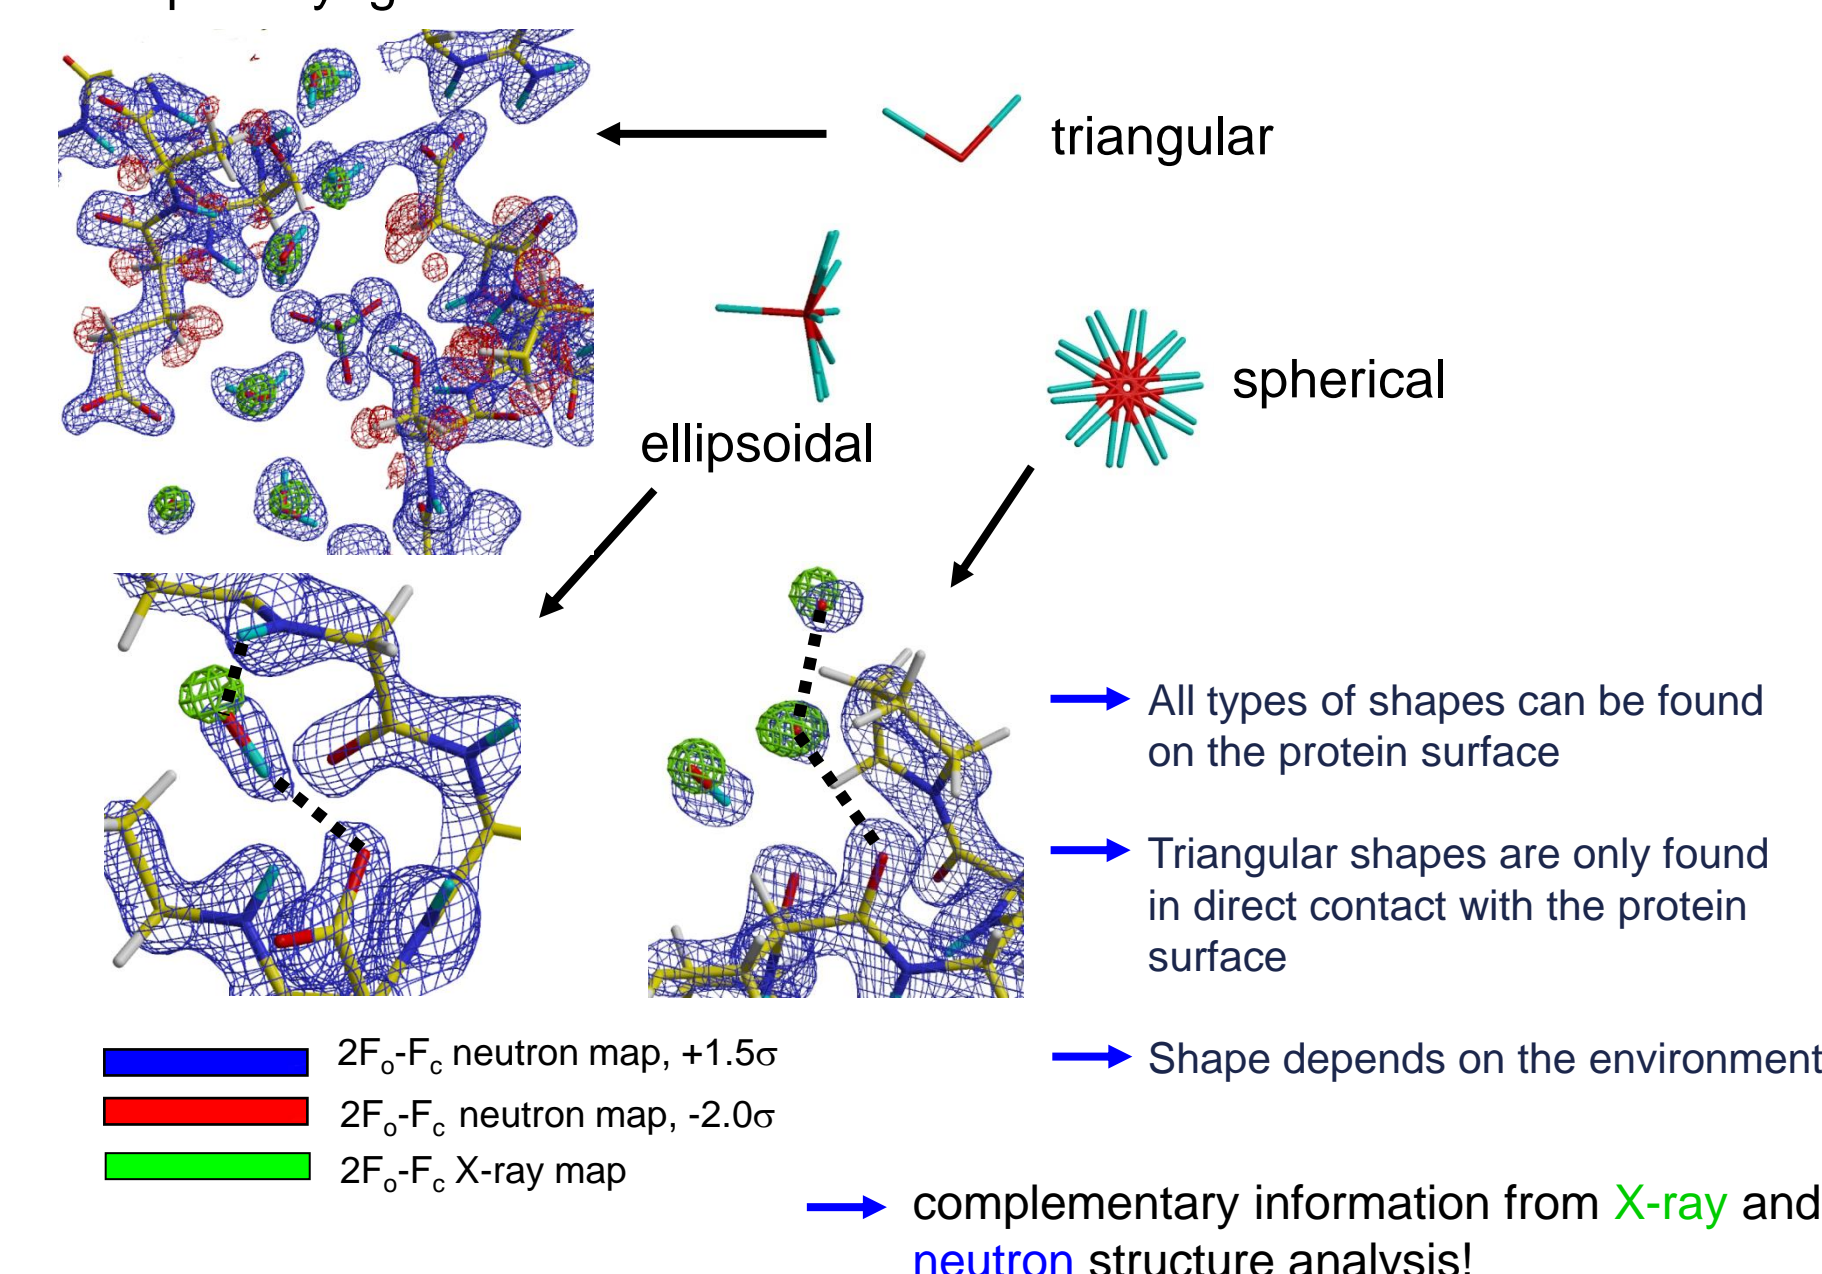 triangular
spherical
ellipsoidal
All types of shapes can be found
on the protein surface
Triangular shapes are only found
in direct contact with the protein
surface
Shape depends on the environment
2Fo-Fc neutron map, +1.5σ
2Fo-Fc neutron map, -2.0σ
2Fo-Fc X-ray map
complementary information from X-ray and
neutron structure analysis!